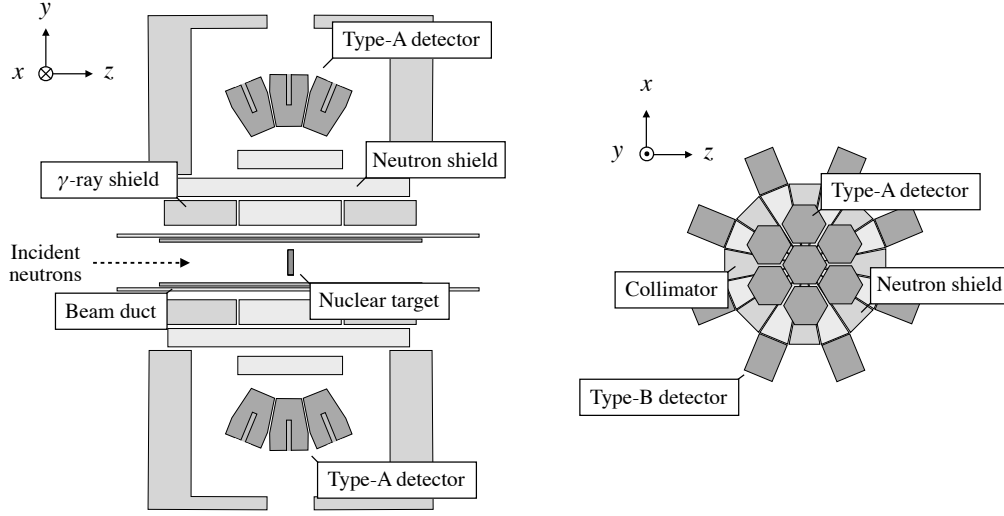 y
x
z
Type-A detector
Neutron shield
γ-ray shield
Incident
neutrons
Beam duct
Nuclear target
Type-A detector
x
y
z
Type-A detector
Collimator
Neutron shield
Type-B detector